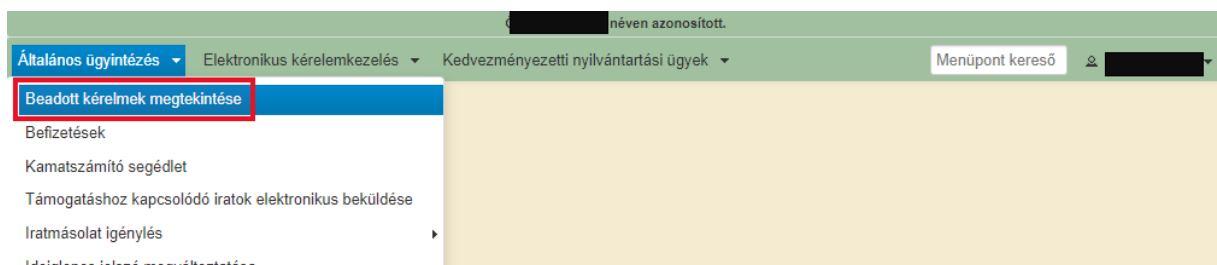 néven azonosított.
Általános ügyintézés Elektronikus kérelemkezelés Kedvezményezetti nyilvántartási ügyek Menüpont kereső
Beadott kérelmek megtekintése
Befizetések
Kamatszámító segédlet
Támogatáshoz kapcsolódó iratok elektronikus beküldése
Iratmásolat igénylés